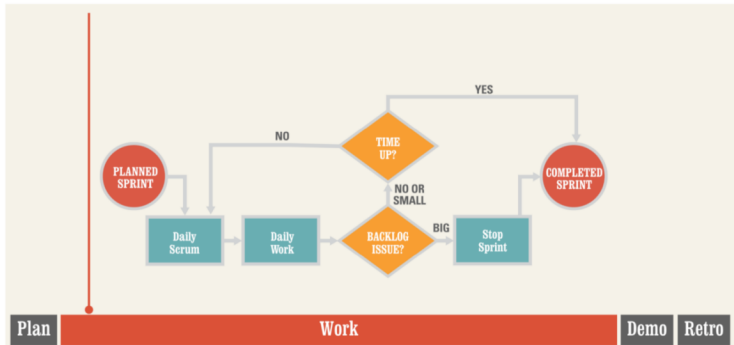 YES
NO
TIME
UP?
PLANNED
SPRINT
COMPLETED
SPRINT
NO OR
SMALL
Daily
Scrum
Daily
Work
BACKLOG
ISSUE?
BIG
Stop
Sprint
Plan
Work
Demo
Retro